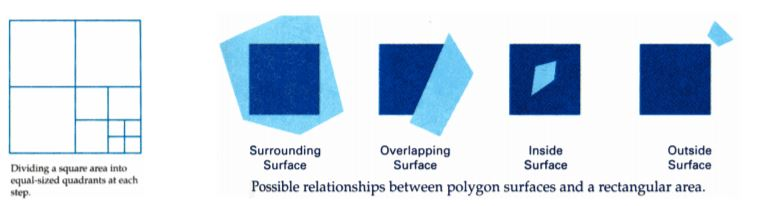 Dividing a square area into
equal-sized quadrants at each
step.
Surrounding
Surface
Overlapping
Surface
Inside
Surface
Outside
Surface
Possible relationships between polygon surfaces and a rectangular area.